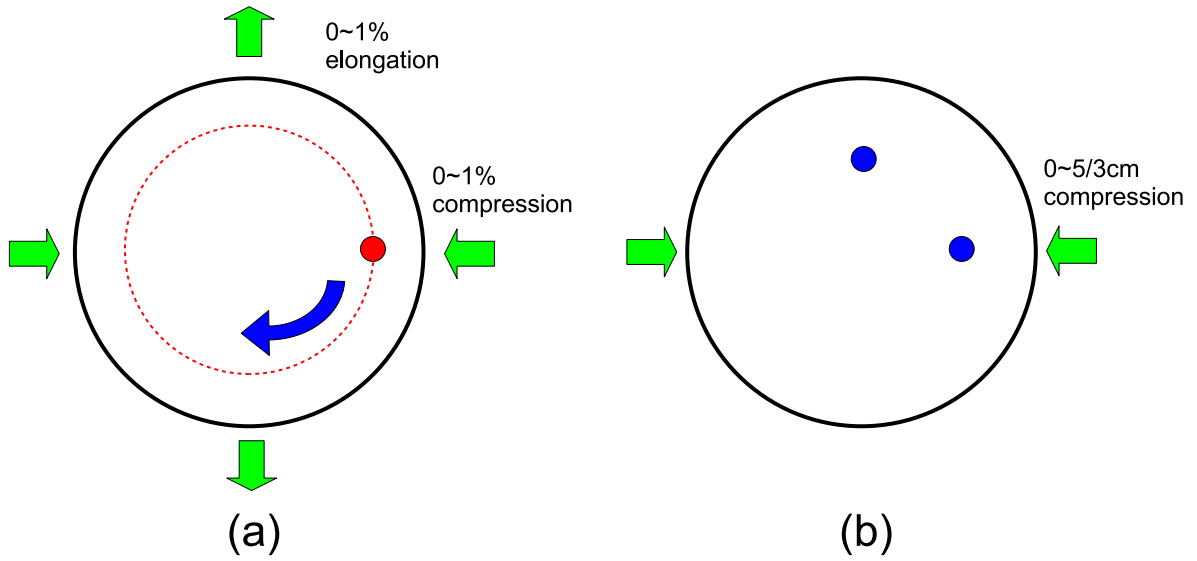 0~1%
elongation
0~1%
compression
0~5/3cm
compression
(a)
(b)